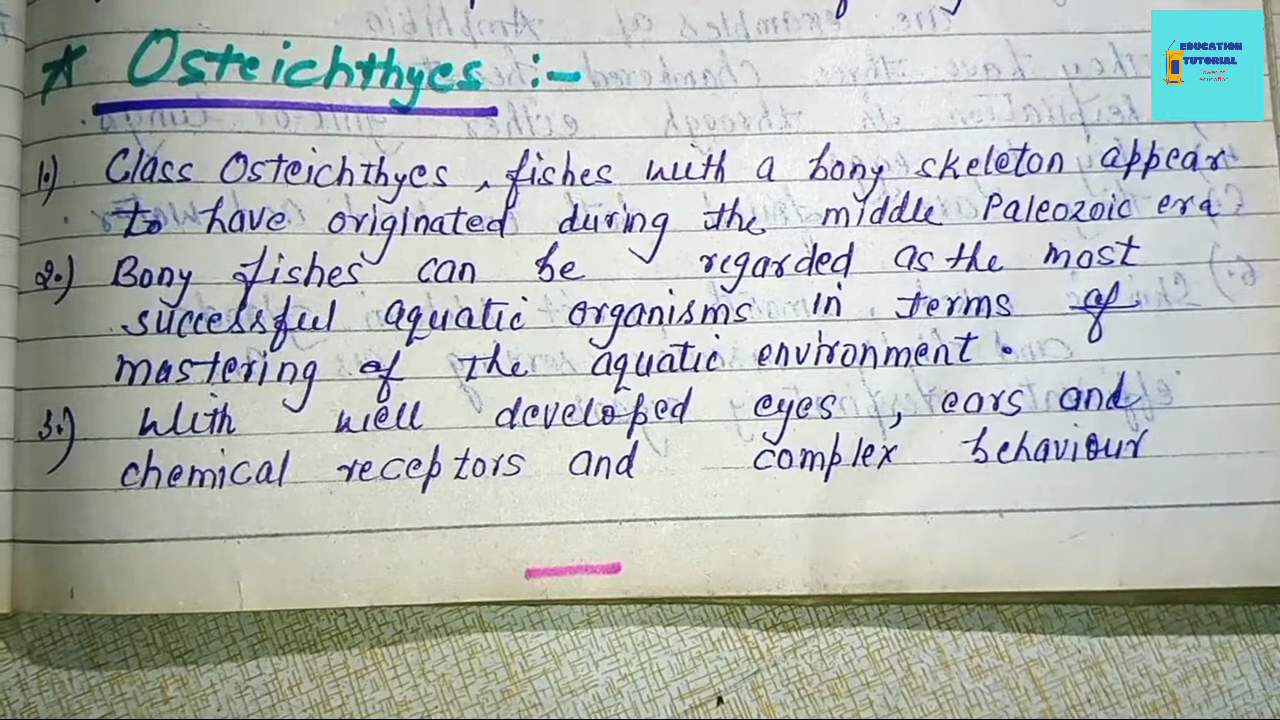 ★ Osteichthyes :-
1.) Class Osteichthyes, fishes with a bony skeleton appear
to have originated during the middle Paleozoic era.
2.) Bony fishes can be regarded as the most
successful aquatic organisms in terms of
mastering of the aquatic environment.
3.) With well developed eyes, ears and
chemical receptors and complex behaviour
EDUCATION
TUTORIAL